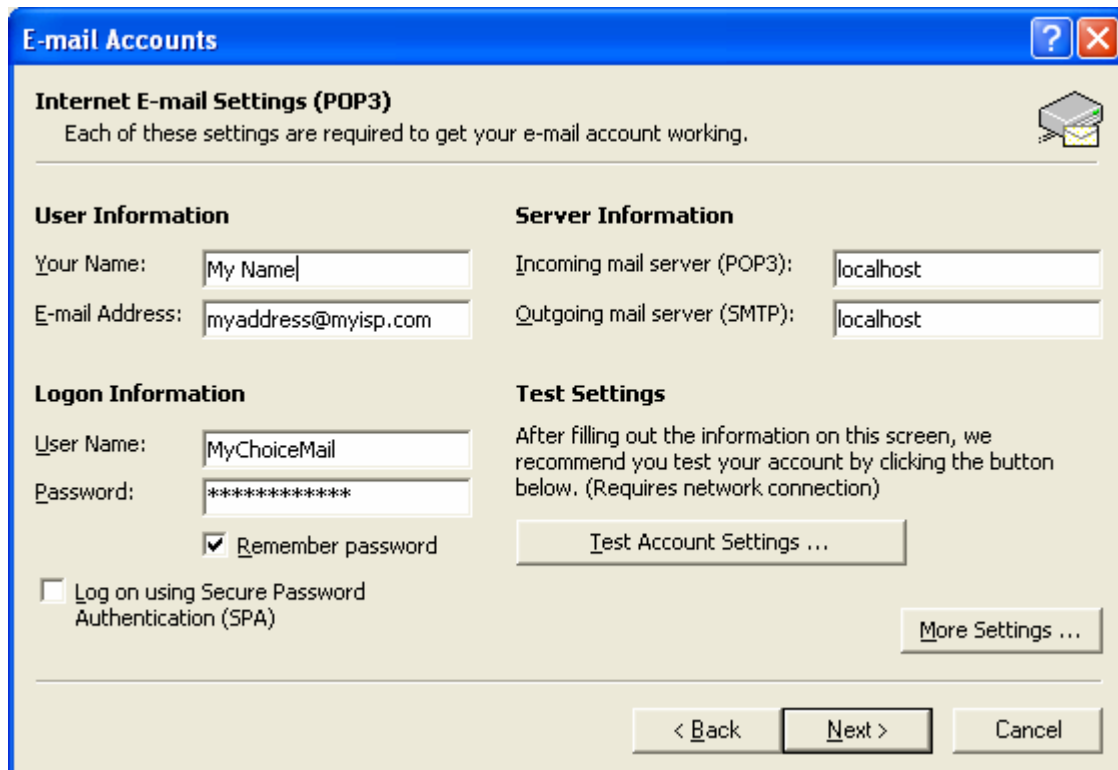 E-mail Accounts
?
Internet E-mail Settings (POP3)
Each of these settings are required to get your e-mail account working.
User Information
Your Name:
My Name
E-mail Address:
myaddress@myisp.com
Server Information
Incoming mail server (POP3):
localhost
Outgoing mail server (SMTP):
localhost
Logon Information
User Name:
MyChoiceMail
Password:
************
Remember password
Log on using Secure Password
Authentication (SPA)
Test Settings
After filling out the information on this screen, we
recommend you test your account by clicking the button
below. (Requires network connection)
Test Account Settings ...
More Settings ...
< Back
Next >
Cancel